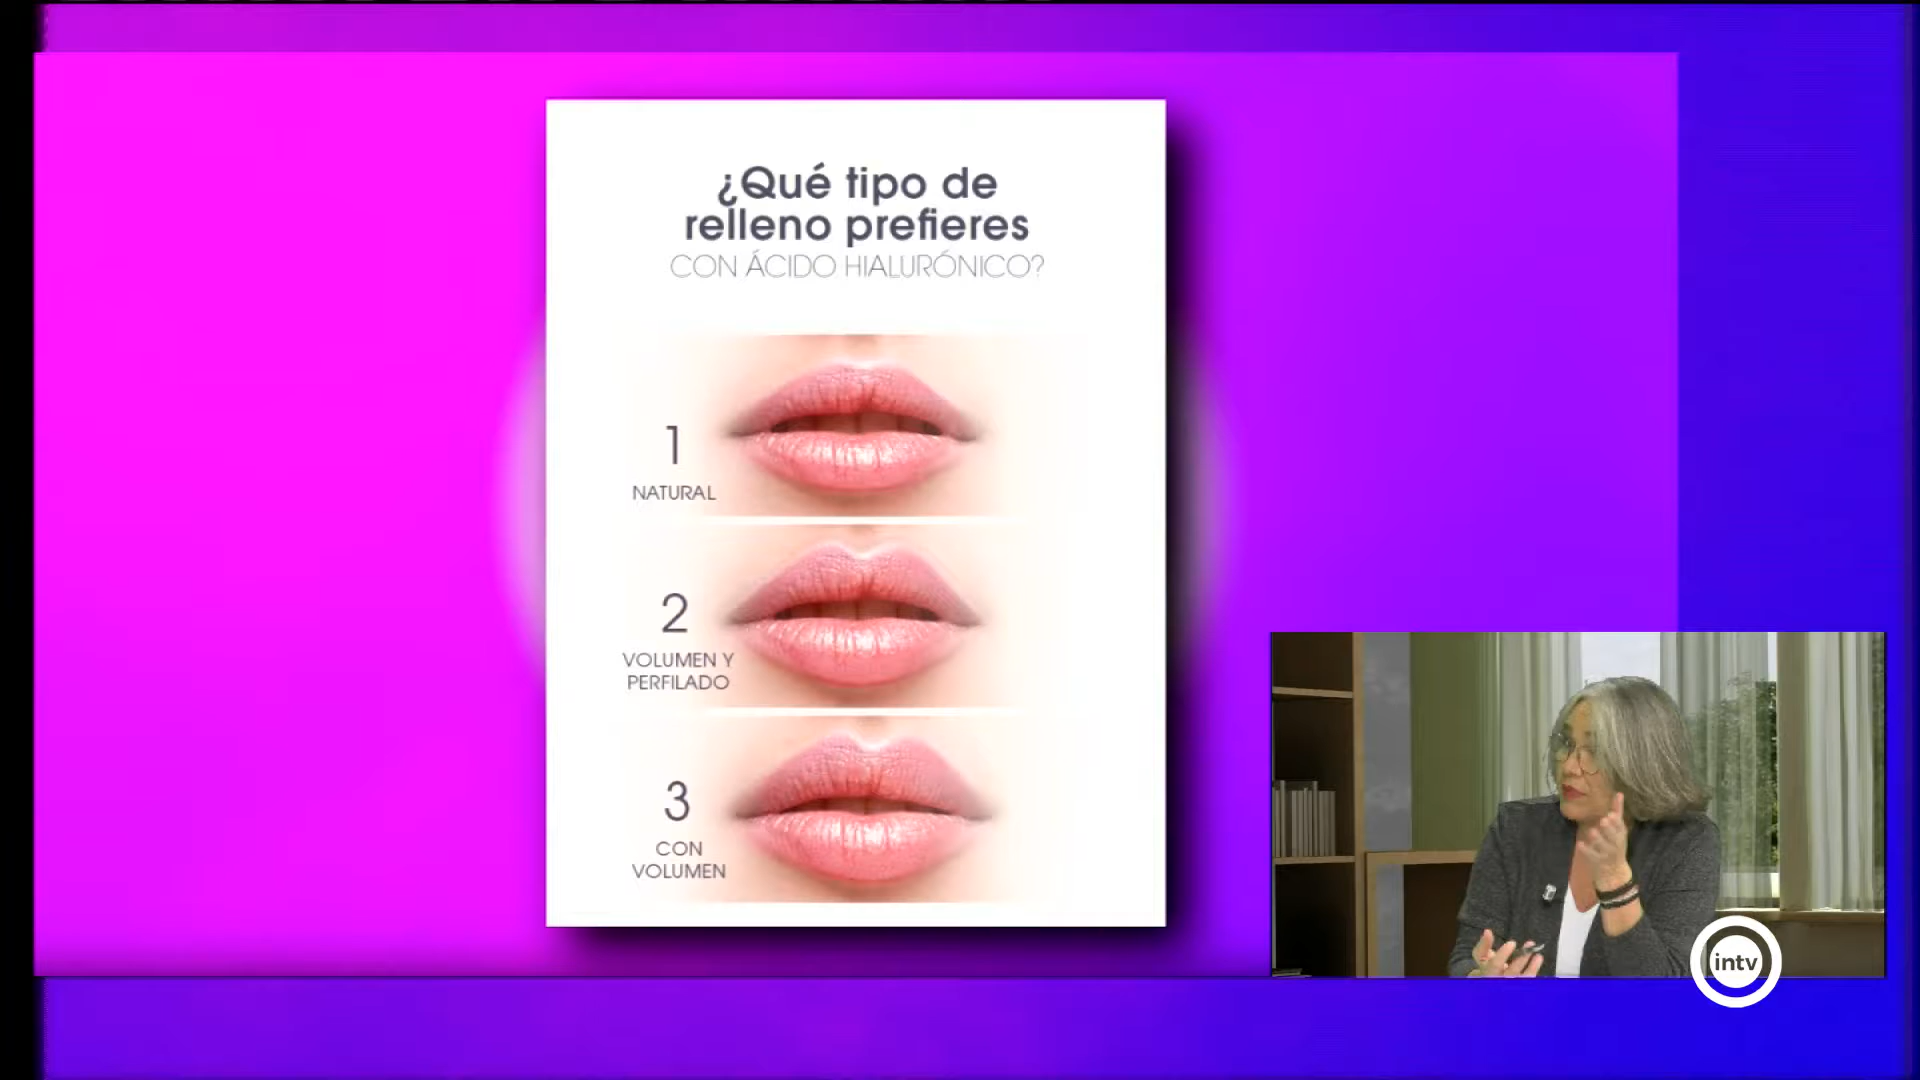 ¿Qué tipo de
relleno prefieres
CON ÁCIDO HIALURÓNICO?
1
NATURAL
2
VOLUMEN Y
PERFILADO
3
CON
VOLUMEN
intv